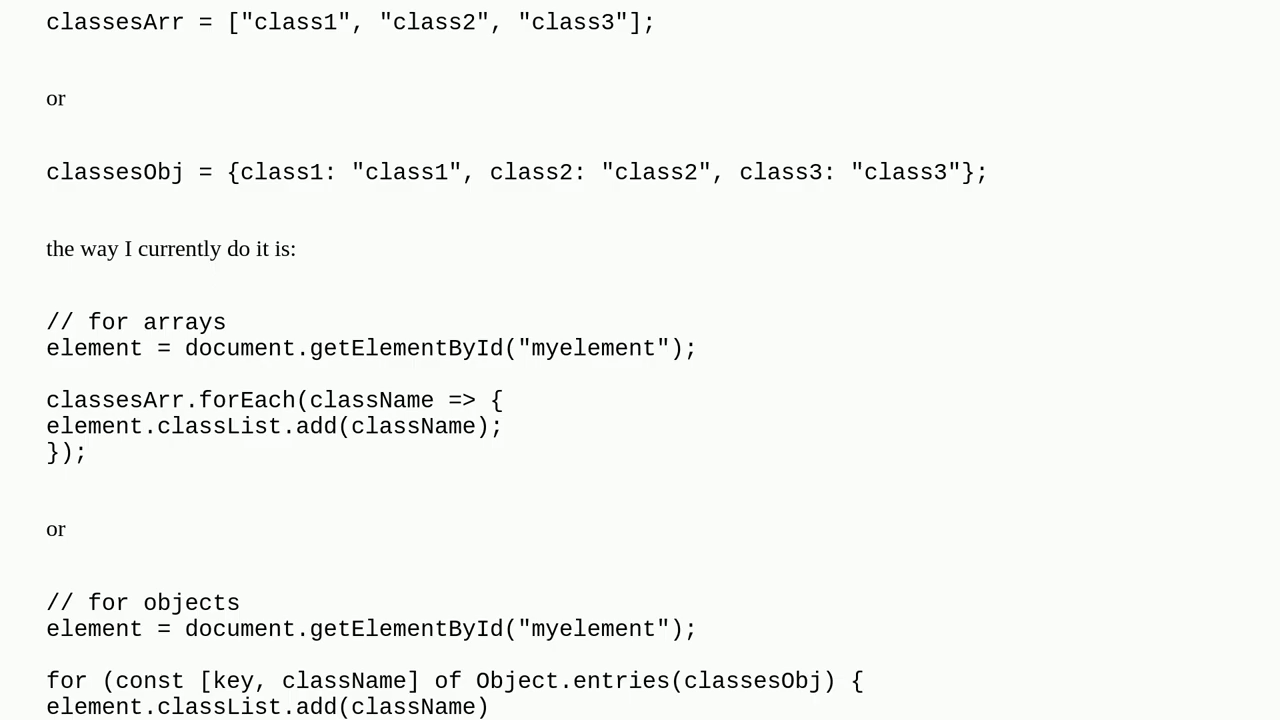 classesArr = ["class1", "class2", "class3"];
or
classesObj = {class1: "class1", class2: "class2", class3: "class3"};
the way I currently do it is:
// for arrays
element = document.getElementById("myelement");
classesArr.forEach(className => {
element.classList.add(className);
});
or
// for objects
element = document.getElementById("myelement");
for (const [key, className] of Object.entries(classesObj) {
element.classList.add(className)